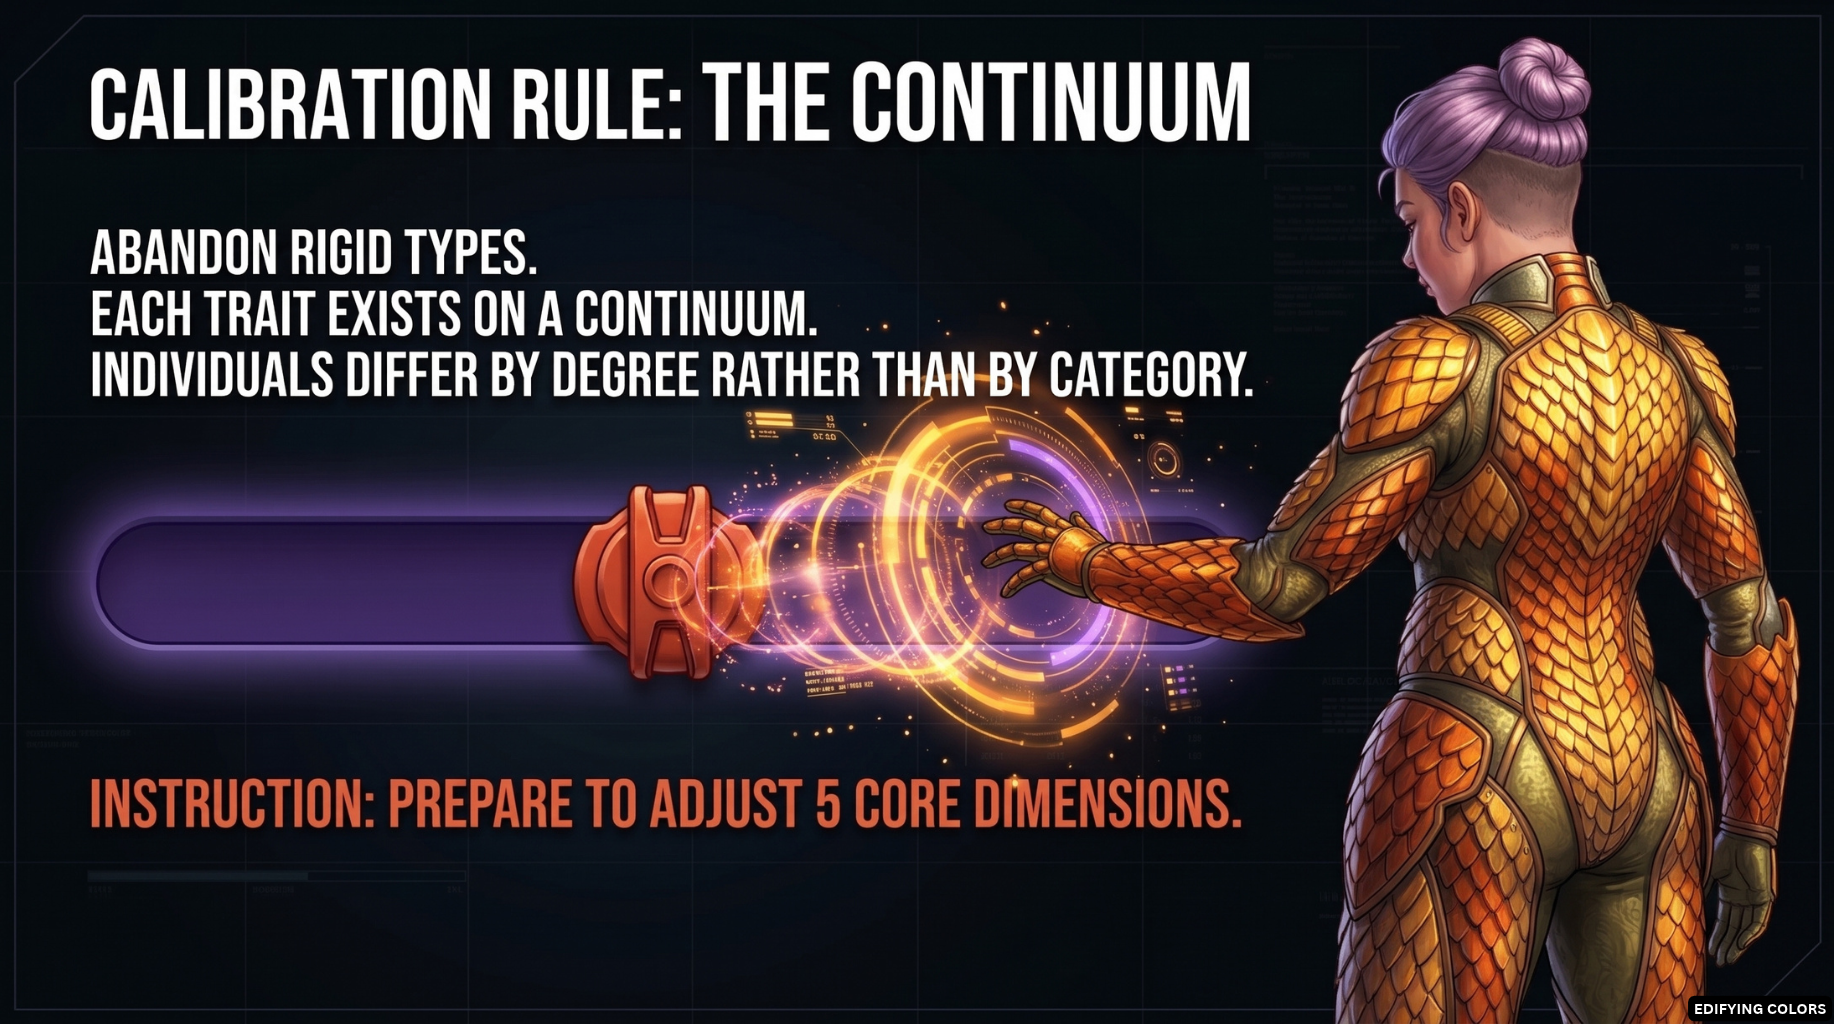 CALIBRATION RULE: THE CONTINUUM
ABANDON RIGID TYPES.
EACH TRAIT EXISTS ON A CONTINUUM.
INDIVIDUALS DIFFER BY DEGREE RATHER THAN BY CATEGORY.
INSTRUCTION: PREPARE TO ADJUST 5 CORE DIMENSIONS.
EDIFYING COLORS